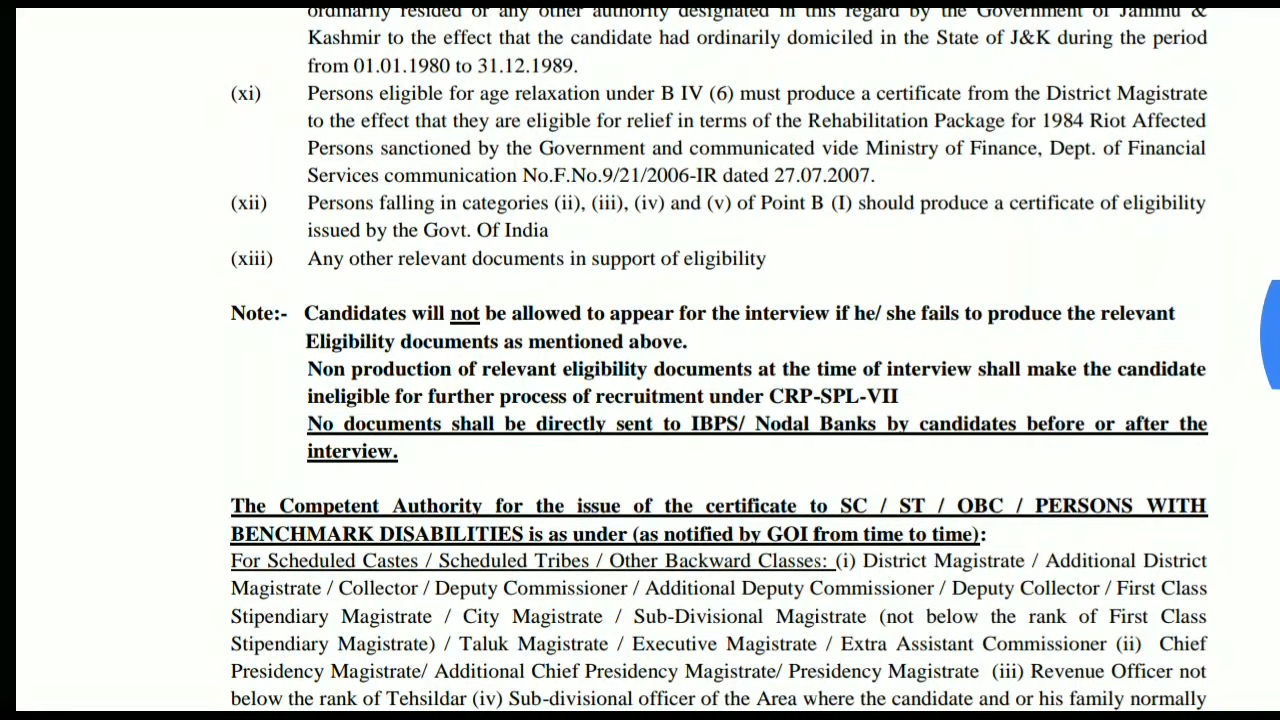 ordinarily resided or any other authority designated in this regard by the Government of Jammu &
Kashmir to the effect that the candidate had ordinarily domiciled in the State of J&K during the period
from 01.01.1980 to 31.12.1989.
(xi) Persons eligible for age relaxation under B IV (6) must produce a certificate from the District Magistrate
to the effect that they are eligible for relief in terms of the Rehabilitation Package for 1984 Riot Affected
Persons sanctioned by the Government and communicated vide Ministry of Finance, Dept. of Financial
Services communication No.F.No.9/21/2006-IR dated 27.07.2007.
(xii) Persons falling in categories (ii), (iii), (iv) and (v) of Point B (I) should produce a certificate of eligibility
issued by the Govt. Of India
(xiii) Any other relevant documents in support of eligibility
Note:- Candidates will not be allowed to appear for the interview if he/ she fails to produce the relevant
Eligibility documents as mentioned above.
Non production of relevant eligibility documents at the time of interview shall make the candidate
ineligible for further process of recruitment under CRP-SPL-VII
No documents shall be directly sent to IBPS/ Nodal Banks by candidates before or after the
interview.
The Competent Authority for the issue of the certificate to SC / ST / OBC / PERSONS WITH
BENCHMARK DISABILITIES is as under (as notified by GOI from time to time):
For Scheduled Castes / Scheduled Tribes / Other Backward Classes: (i) District Magistrate / Additional District
Magistrate / Collector / Deputy Commissioner / Additional Deputy Commissioner / Deputy Collector / First Class
Stipendiary Magistrate / City Magistrate / Sub-Divisional Magistrate (not below the rank of First Class
Stipendiary Magistrate) / Taluk Magistrate / Executive Magistrate / Extra Assistant Commissioner (ii) Chief
Presidency Magistrate/ Additional Chief Presidency Magistrate/ Presidency Magistrate (iii) Revenue Officer not
below the rank of Tehsildar (iv) Sub-divisional officer of the Area where the candidate and or his family normally